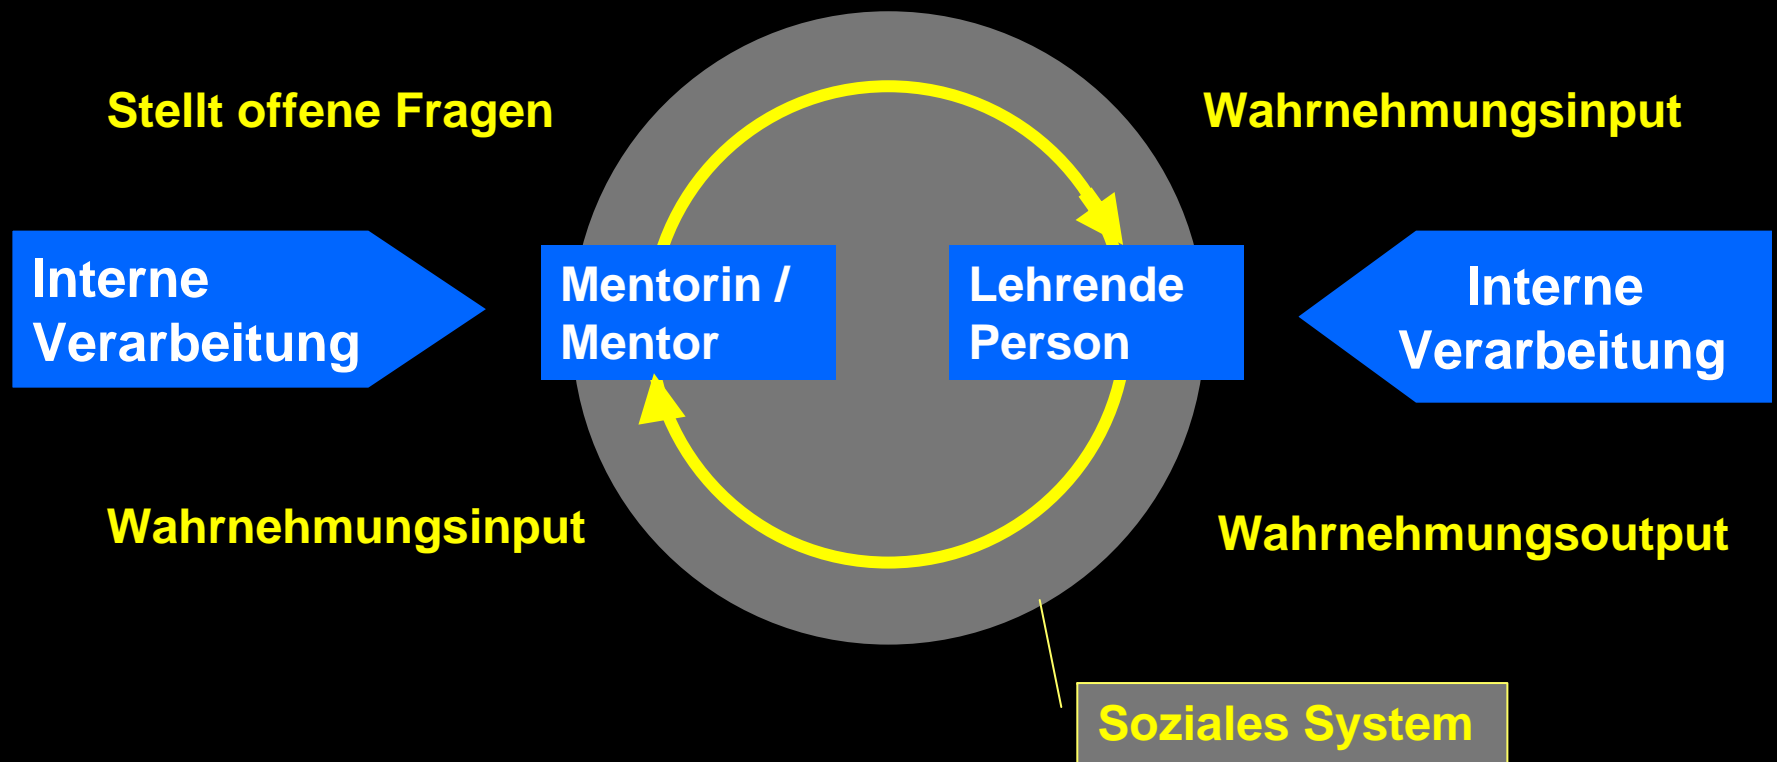 Stellt offene Fragen
Wahrnehmungsinput
Interne
Verarbeitung
Mentorin /
Mentor
Lehrende
Person
Interne
Verarbeitung
Wahrnehmungsinput
Wahrnehmungsoutput
Soziales System